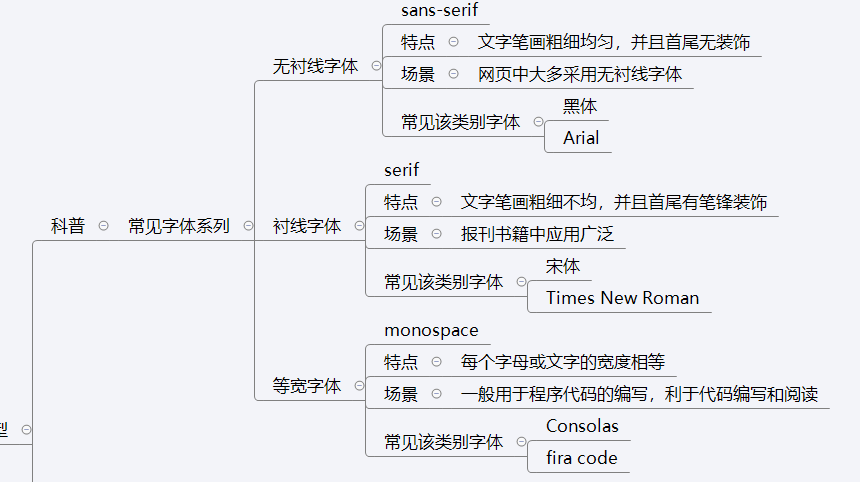 sans-serif
特点 文字笔画粗细均匀，并且首尾无装饰
无衬线字体
场景 网页中大多采用无衬线字体
黑体
常见该类别字体
Arial
serif
特点 文字笔画粗细不均，并且首尾有笔锋装饰
科普 常见字体系列 衬线字体
场景 报刊书籍中应用广泛
宋体
常见该类别字体
Times New Roman
monospace
特点 每个字母或文字的宽度相等
等宽字体
场景 一般用于程序代码的编写，利于代码编写和阅读
Consolas
常见该类别字体
fira code